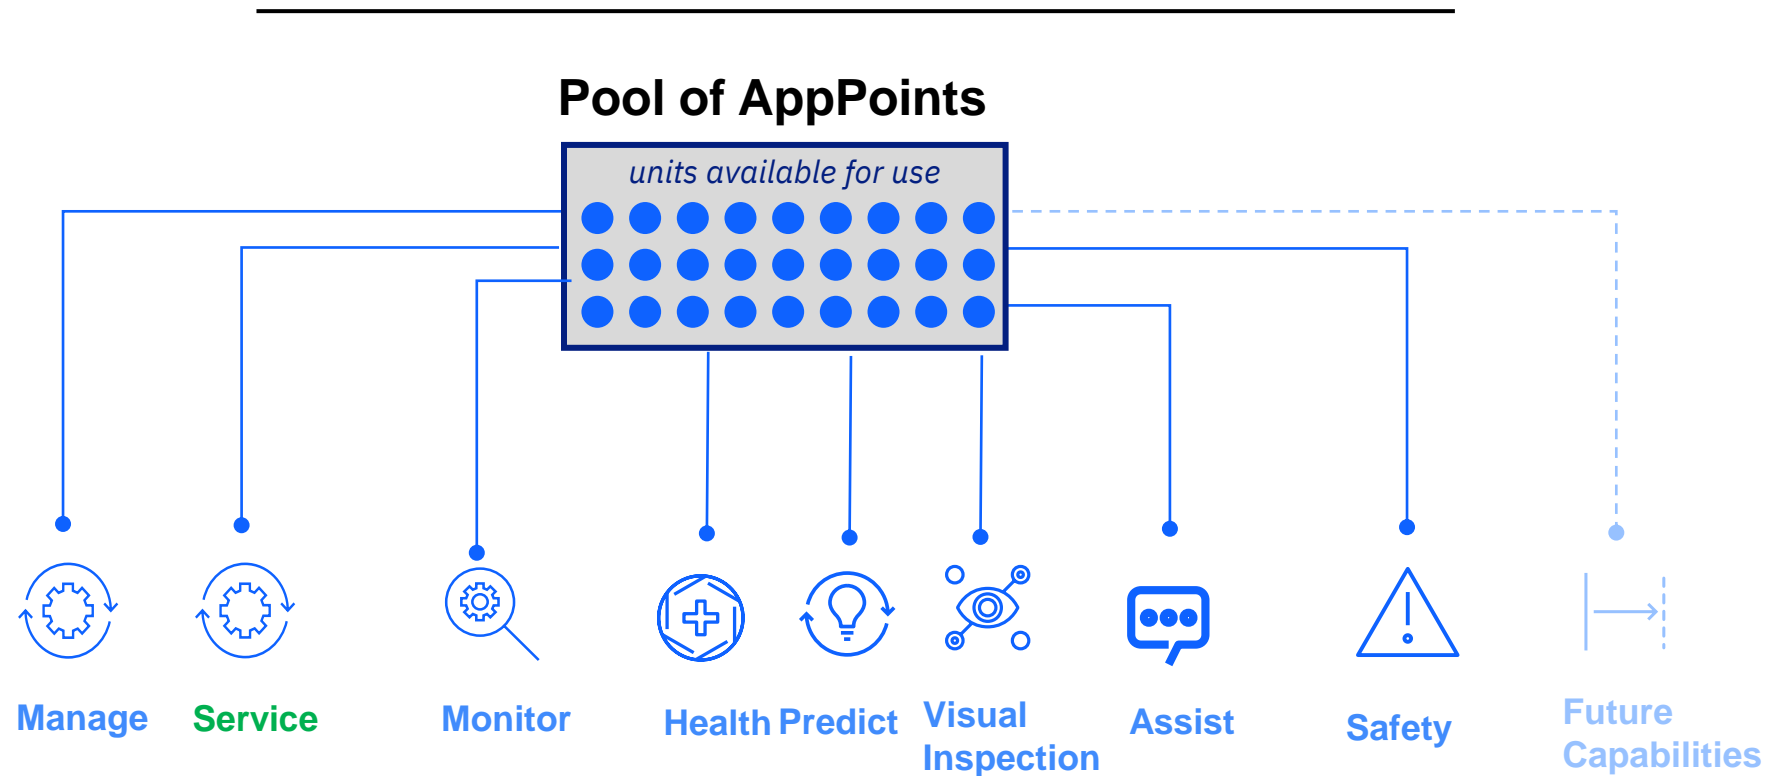 Pool of AppPoints
units available for use
Manage
Service
Monitor
Health
Predict
Visual
Inspection
Assist
Safety
Future
Capabilities